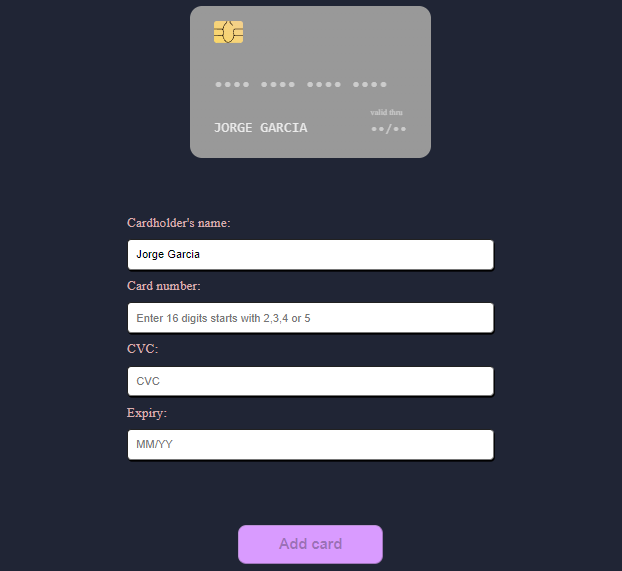 •••• •••• •••• ••••
valid thru
JORGE GARCIA ••/••
Cardholder's name:
Jorge Garcia
Card number:
Enter 16 digits starts with 2,3,4 or 5
CVC:
CVC
Expiry:
MM/YY
Add card